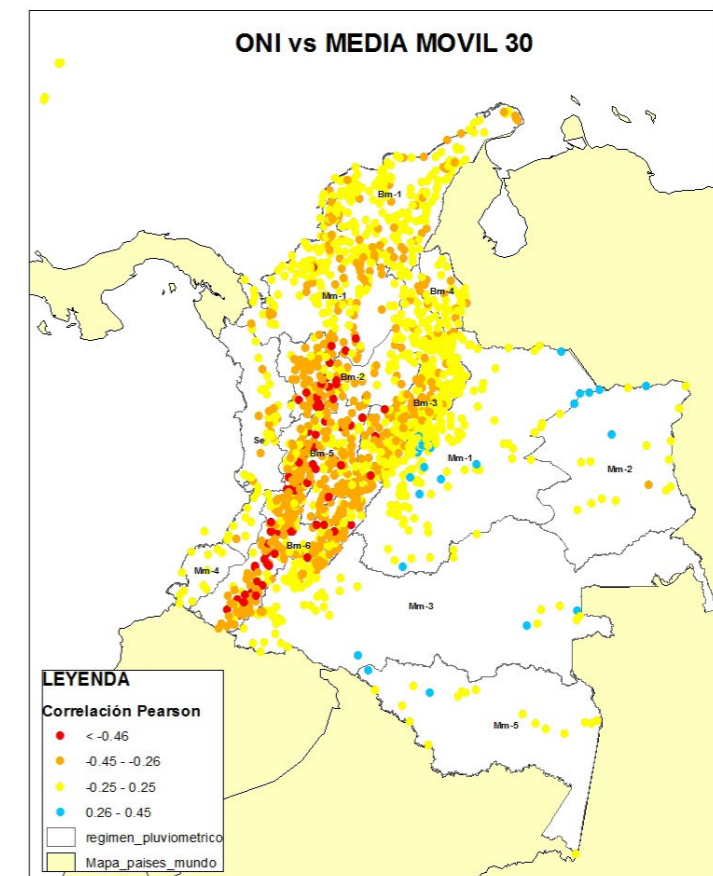 ONI vs MEDIA MOVIL 30
Bm-1
Mm-1
Bm-4
Bm-2
Bm-3
Se
Bm-5
Mm-1
Mm-2
Bm-6
Mm-4
Mm-3
Mm-5
LEYENDA
Correlación Pearson
< -0.46
-0.45 - -0.26
-0.25 - 0.25
0.26 - 0.45
regimen_pluviometrico
Mapa_paises_mundo